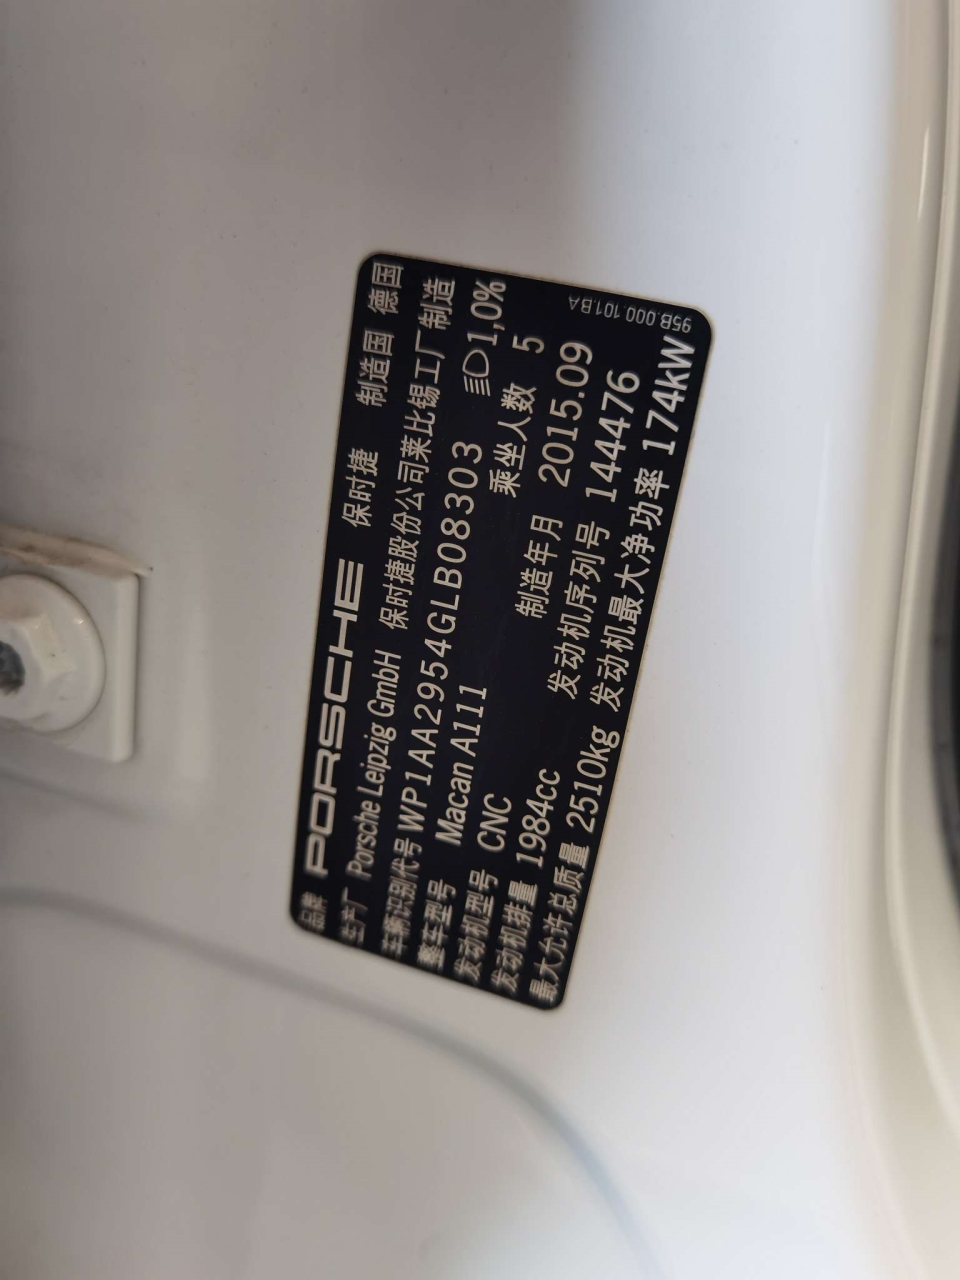 品牌 PORSCHE 保时捷 制造国 德国
生产厂 Porsche Leipzig GmbH 保时捷股份公司莱比锡工厂制造
车辆识别代号 WP1AA2954GLB08303 1,0%
整车型号 Macan A111 乘坐人数 5
发动机型号 CNC 制造年月 2015.09
发动机排量 1984cc 发动机序列号 144476
最大允许总质量 2510kg 发动机最大净功率 174kW
95B.000.101.BA